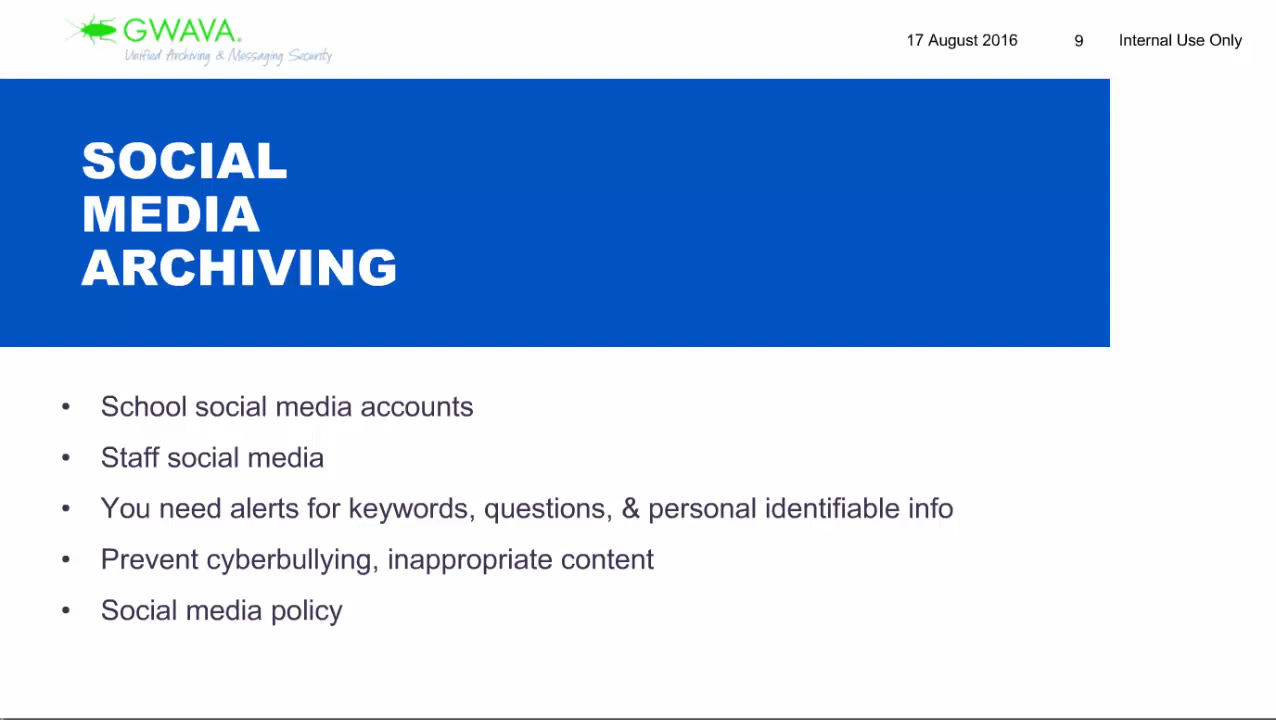 GWAVA.
Unified Archiving & Messaging Security
17 August 2016 9 Internal Use Only
SOCIAL
MEDIA
ARCHIVING
• School social media accounts
• Staff social media
• You need alerts for keywords, questions, & personal identifiable info
• Prevent cyberbullying, inappropriate content
• Social media policy